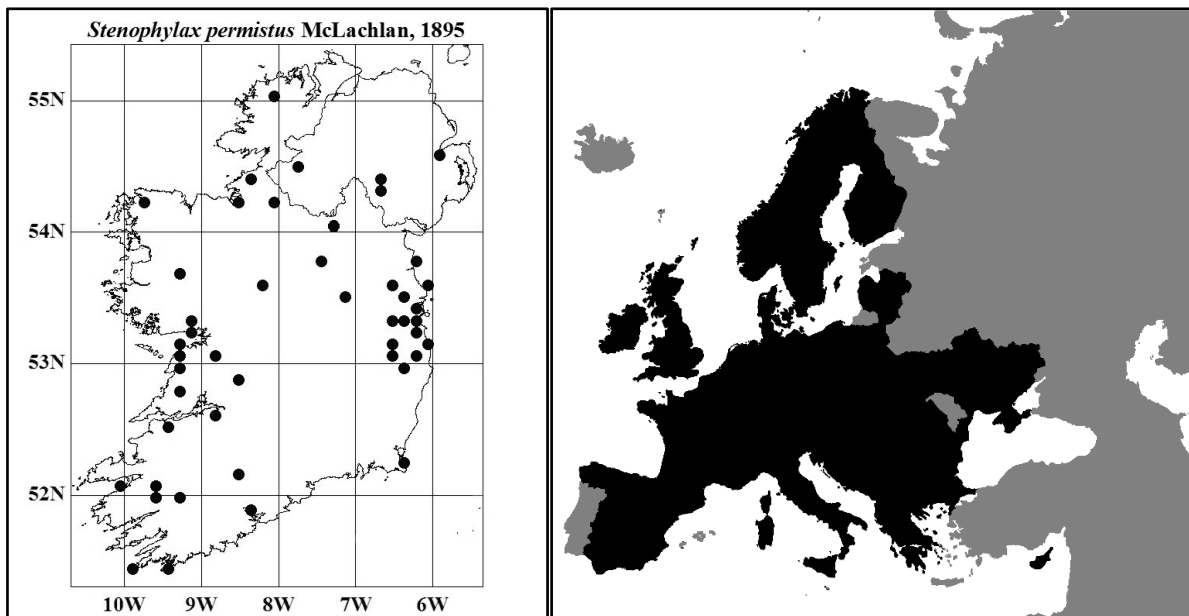 Stenophylax permistus McLachlan, 1895
55N
54N
53N
52N
10W 9W 8W 7W 6W